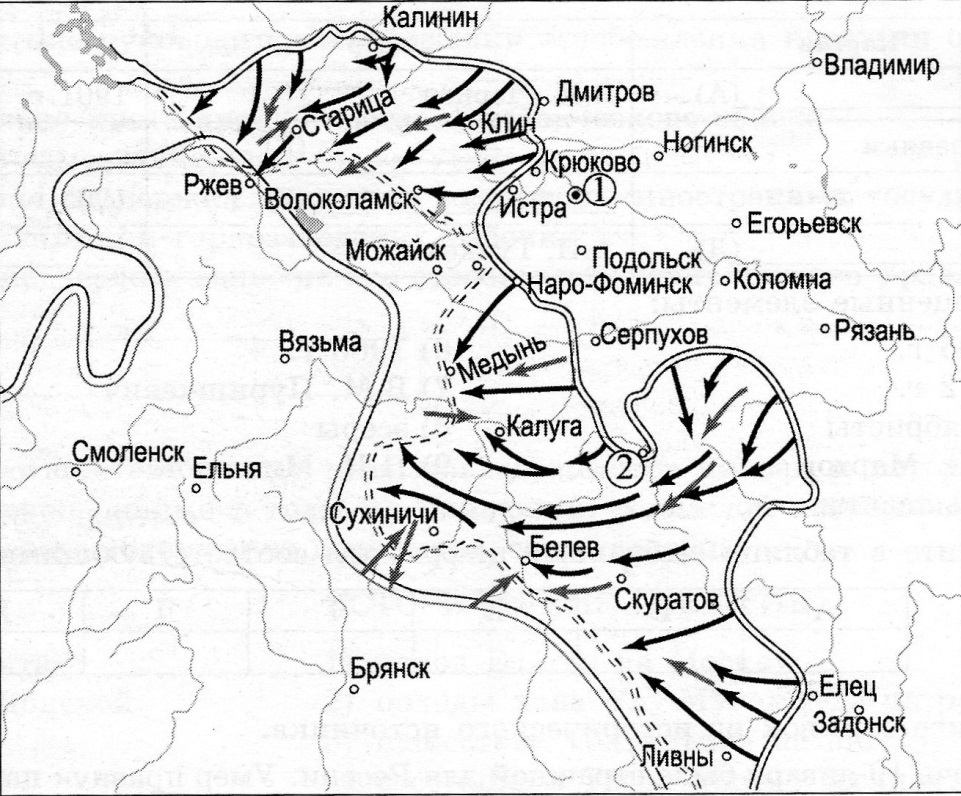 Калинин
Владимир
Дмитров
Старица
Клин
Ногинск
Крюково
Ржев
Волоколамск
Истра
1
Егорьевск
Можайск
Подольск
Наро-Фоминск
Коломна
Серпухов
Рязань
Вязьма
Медынь
Калуга
Смоленск
Ельня
2
Сухиничи
Белев
Скуратов
Брянск
Елец
Задонск
Ливны